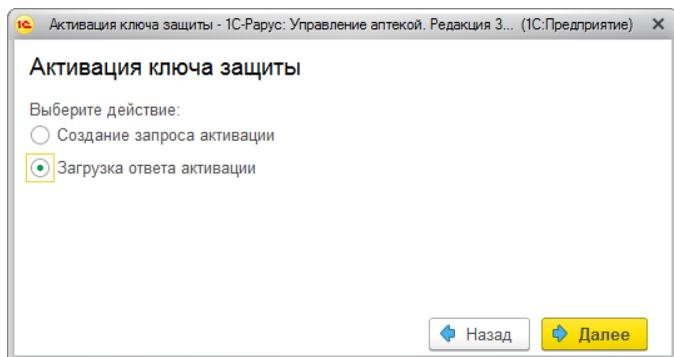 1С Активация ключа защиты - 1С-Рарус: Управление аптекой. Редакция 3... (1С:Предприятие)
Активация ключа защиты
Выберите действие:
Создание запроса активации
Загрузка ответа активации
Назад Далее